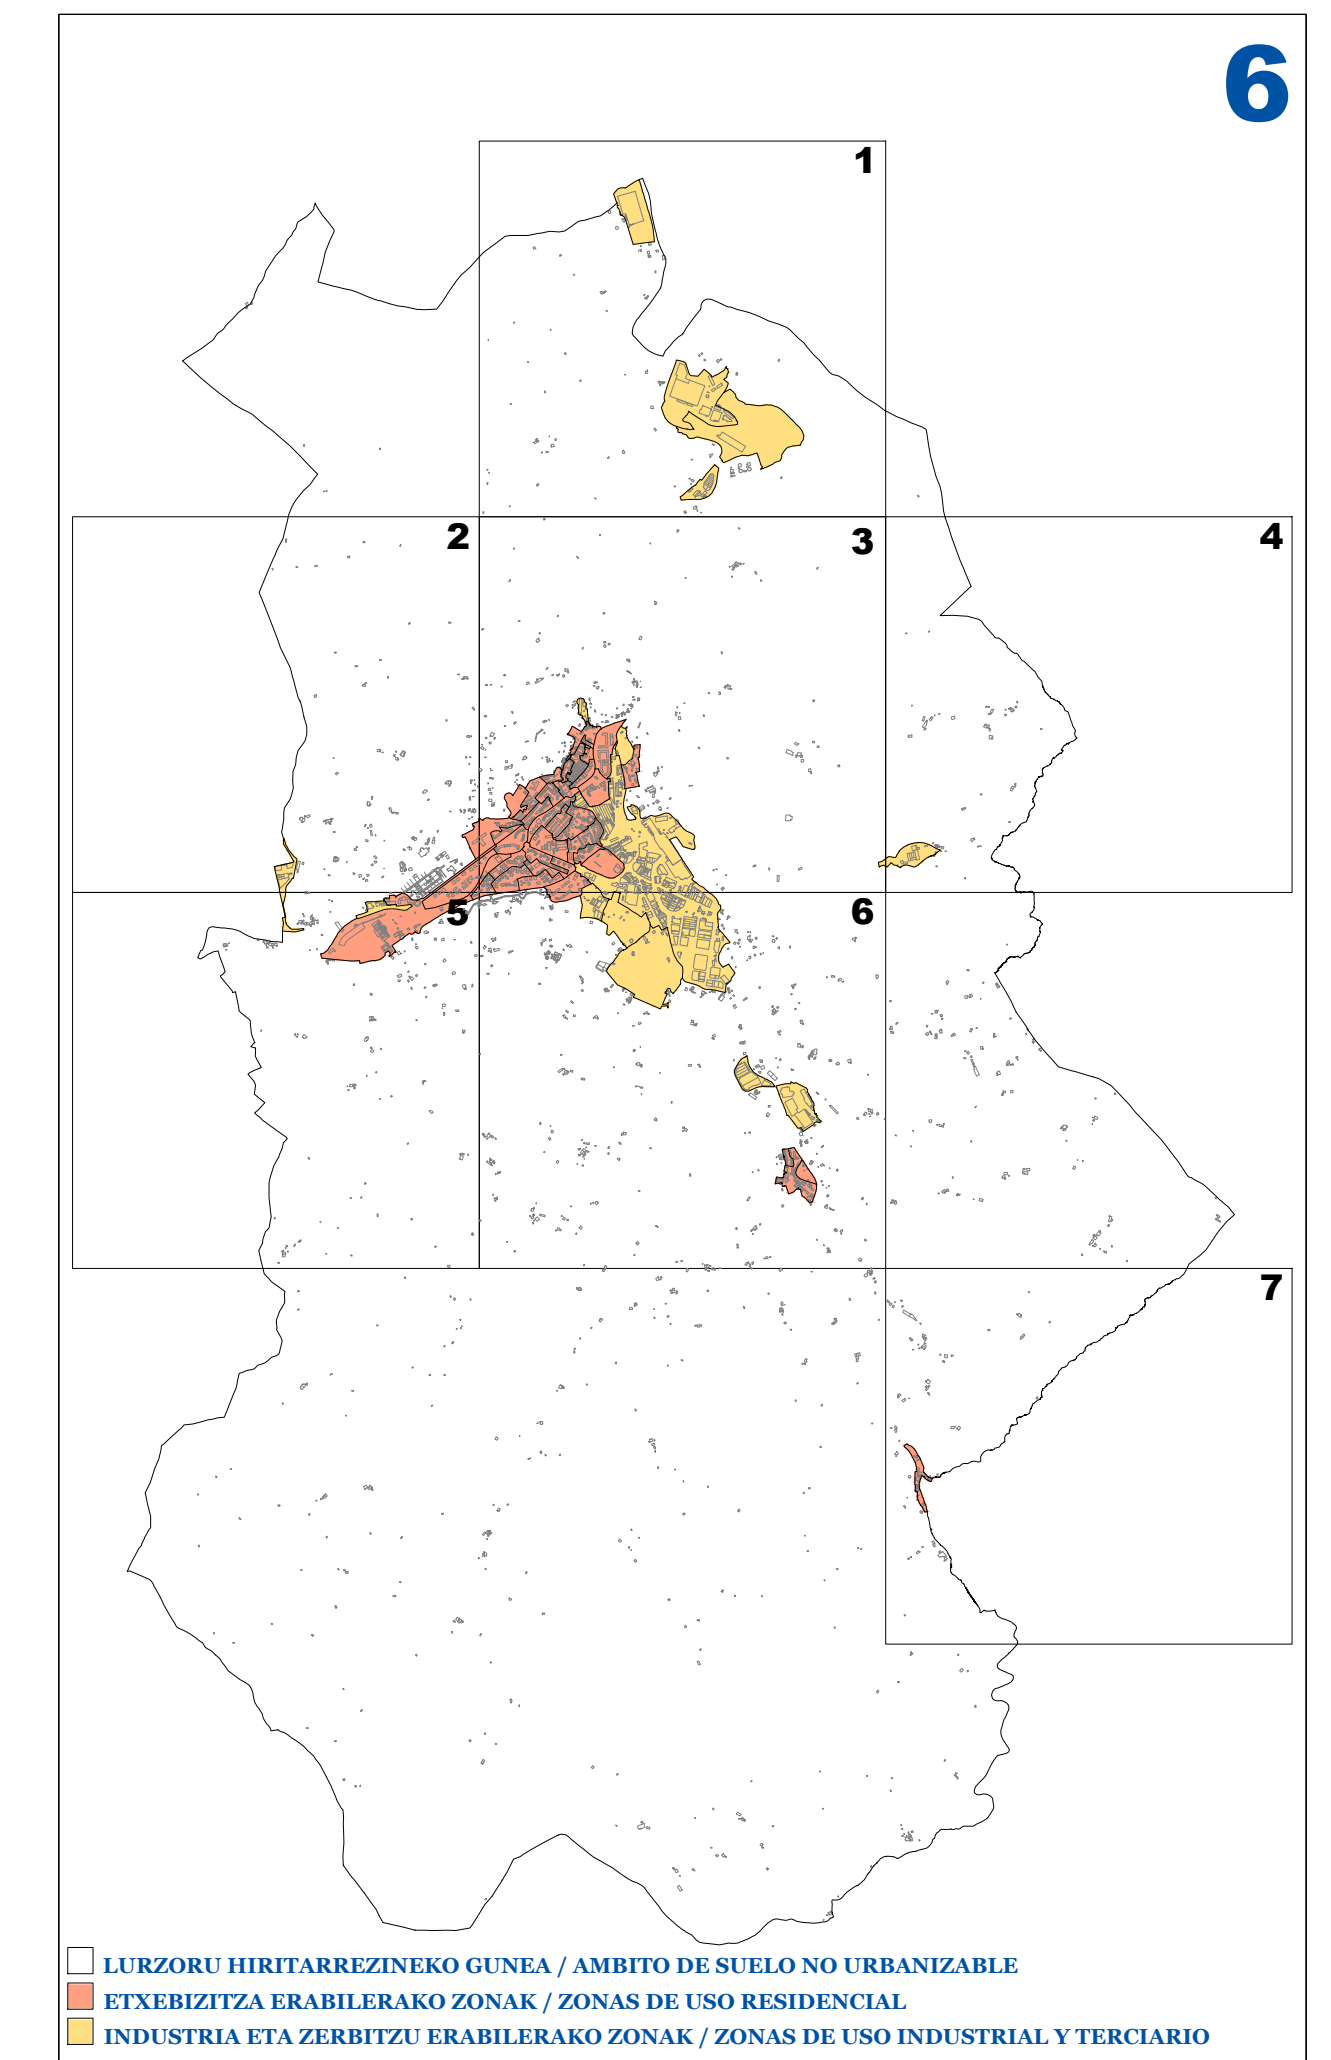 6
1
2
3
4
5
6
7
LURZORU HIRITARREZINEKO GUNEA / AMBITO DE SUELO NO URBANIZABLE
ETXEBIZITZA ERABILERAKO ZONAK / ZONAS DE USO RESIDENCIAL
INDUSTRIA ETA ZERBITZU ERABILERAKO ZONAK / ZONAS DE USO INDUSTRIAL Y TERCIARIO